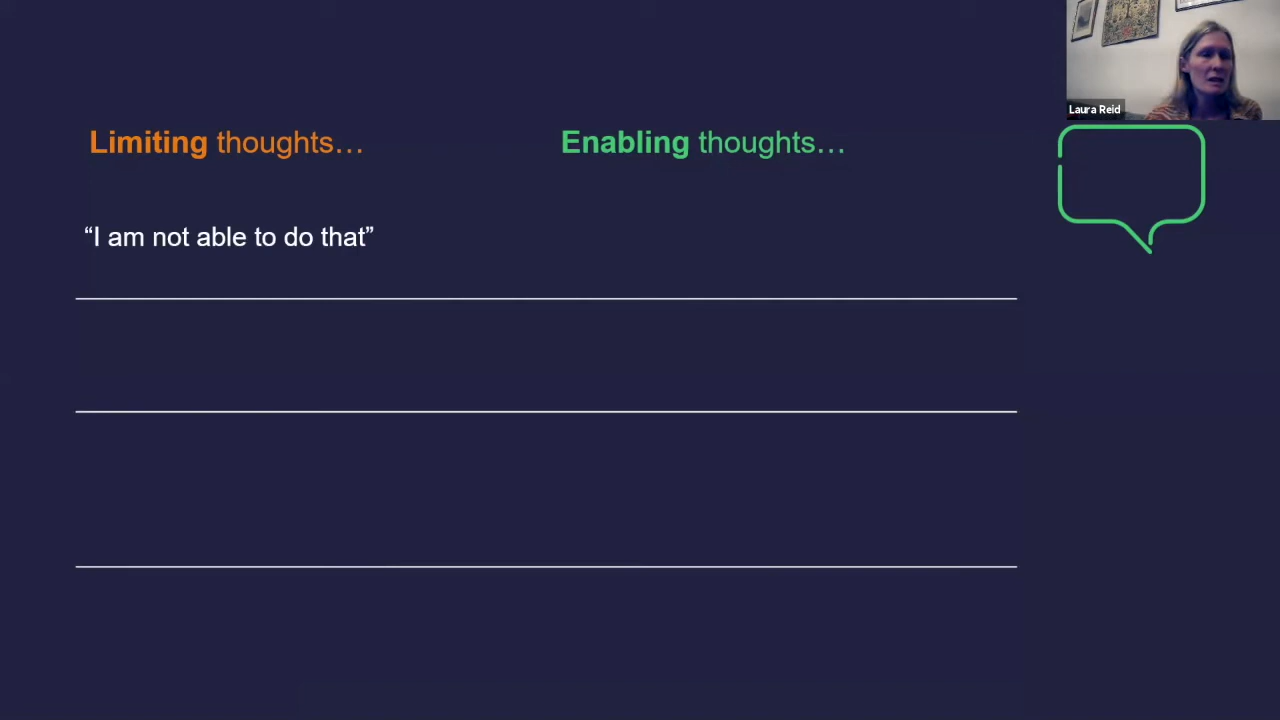 Laura Reid
Limiting thoughts…
Enabling thoughts…
“I am not able to do that”